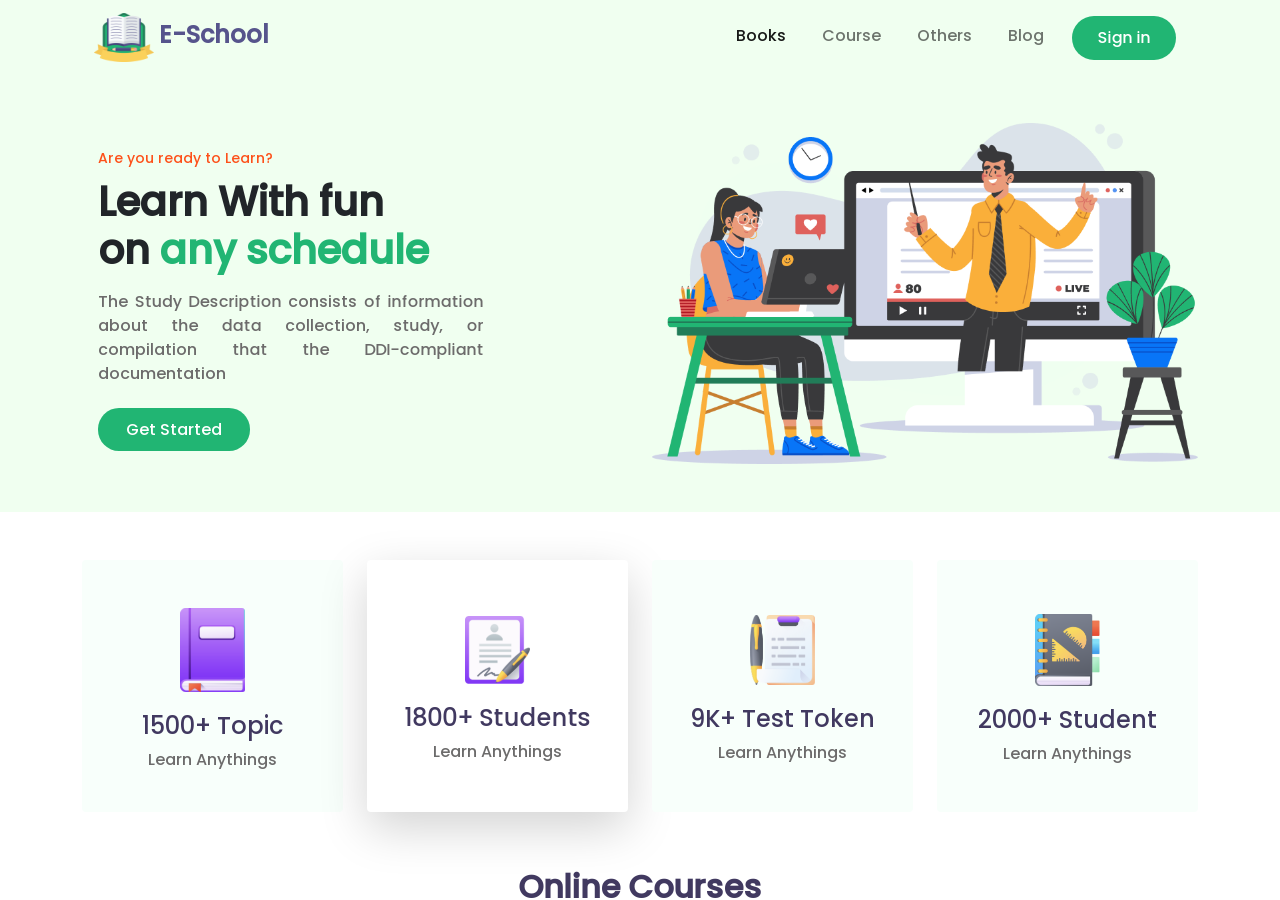 E-School
Books
Course
Others
Blog
Sign in
Are you ready to Learn?
Learn With fun
on any schedule
The Study Description consists of information
about the data collection, study, or
compilation that the DDI-compliant
documentation
Get Started
80
LIVE
1500+ Topic
Learn Anythings
1800+ Students
Learn Anythings
9K+ Test Token
Learn Anythings
2000+ Student
Learn Anythings
Online Courses